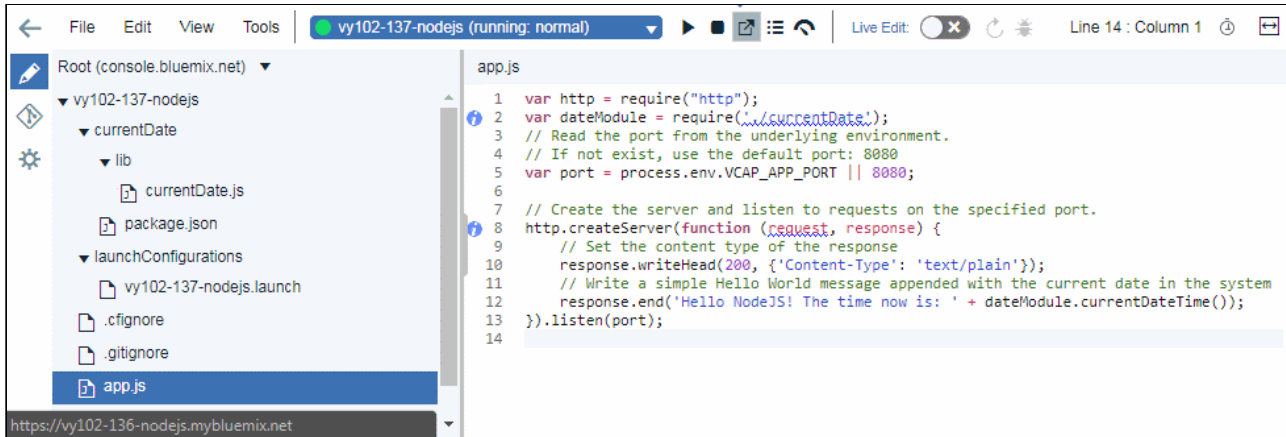 File Edit View Tools vy102-137-nodejs (running: normal) Live Edit: Line 14 : Column 1
Root (console.bluemix.net)
vy102-137-nodejs
currentDate
lib
currentDate.js
package.json
launchConfigurations
vy102-137-nodejs.launch
.cfignore
.gitignore
app.js
https://vy102-136-nodejs.mybluemix.net
app.js
1 var http = require("http");
2 var dateModule = require('./currentDate');
3 // Read the port from the underlying environment.
4 // If not exist, use the default port: 8080
5 var port = process.env.VCAP_APP_PORT || 8080;
6
7 // Create the server and listen to requests on the specified port.
8 http.createServer(function (request, response) {
9 // Set the content type of the response
10 response.writeHead(200, {'Content-Type': 'text/plain'});
11 // Write a simple Hello World message appended with the current date in the system
12 response.end('Hello NodeJS! The time now is: ' + dateModule.currentDateTime());
13 }).listen(port);
14